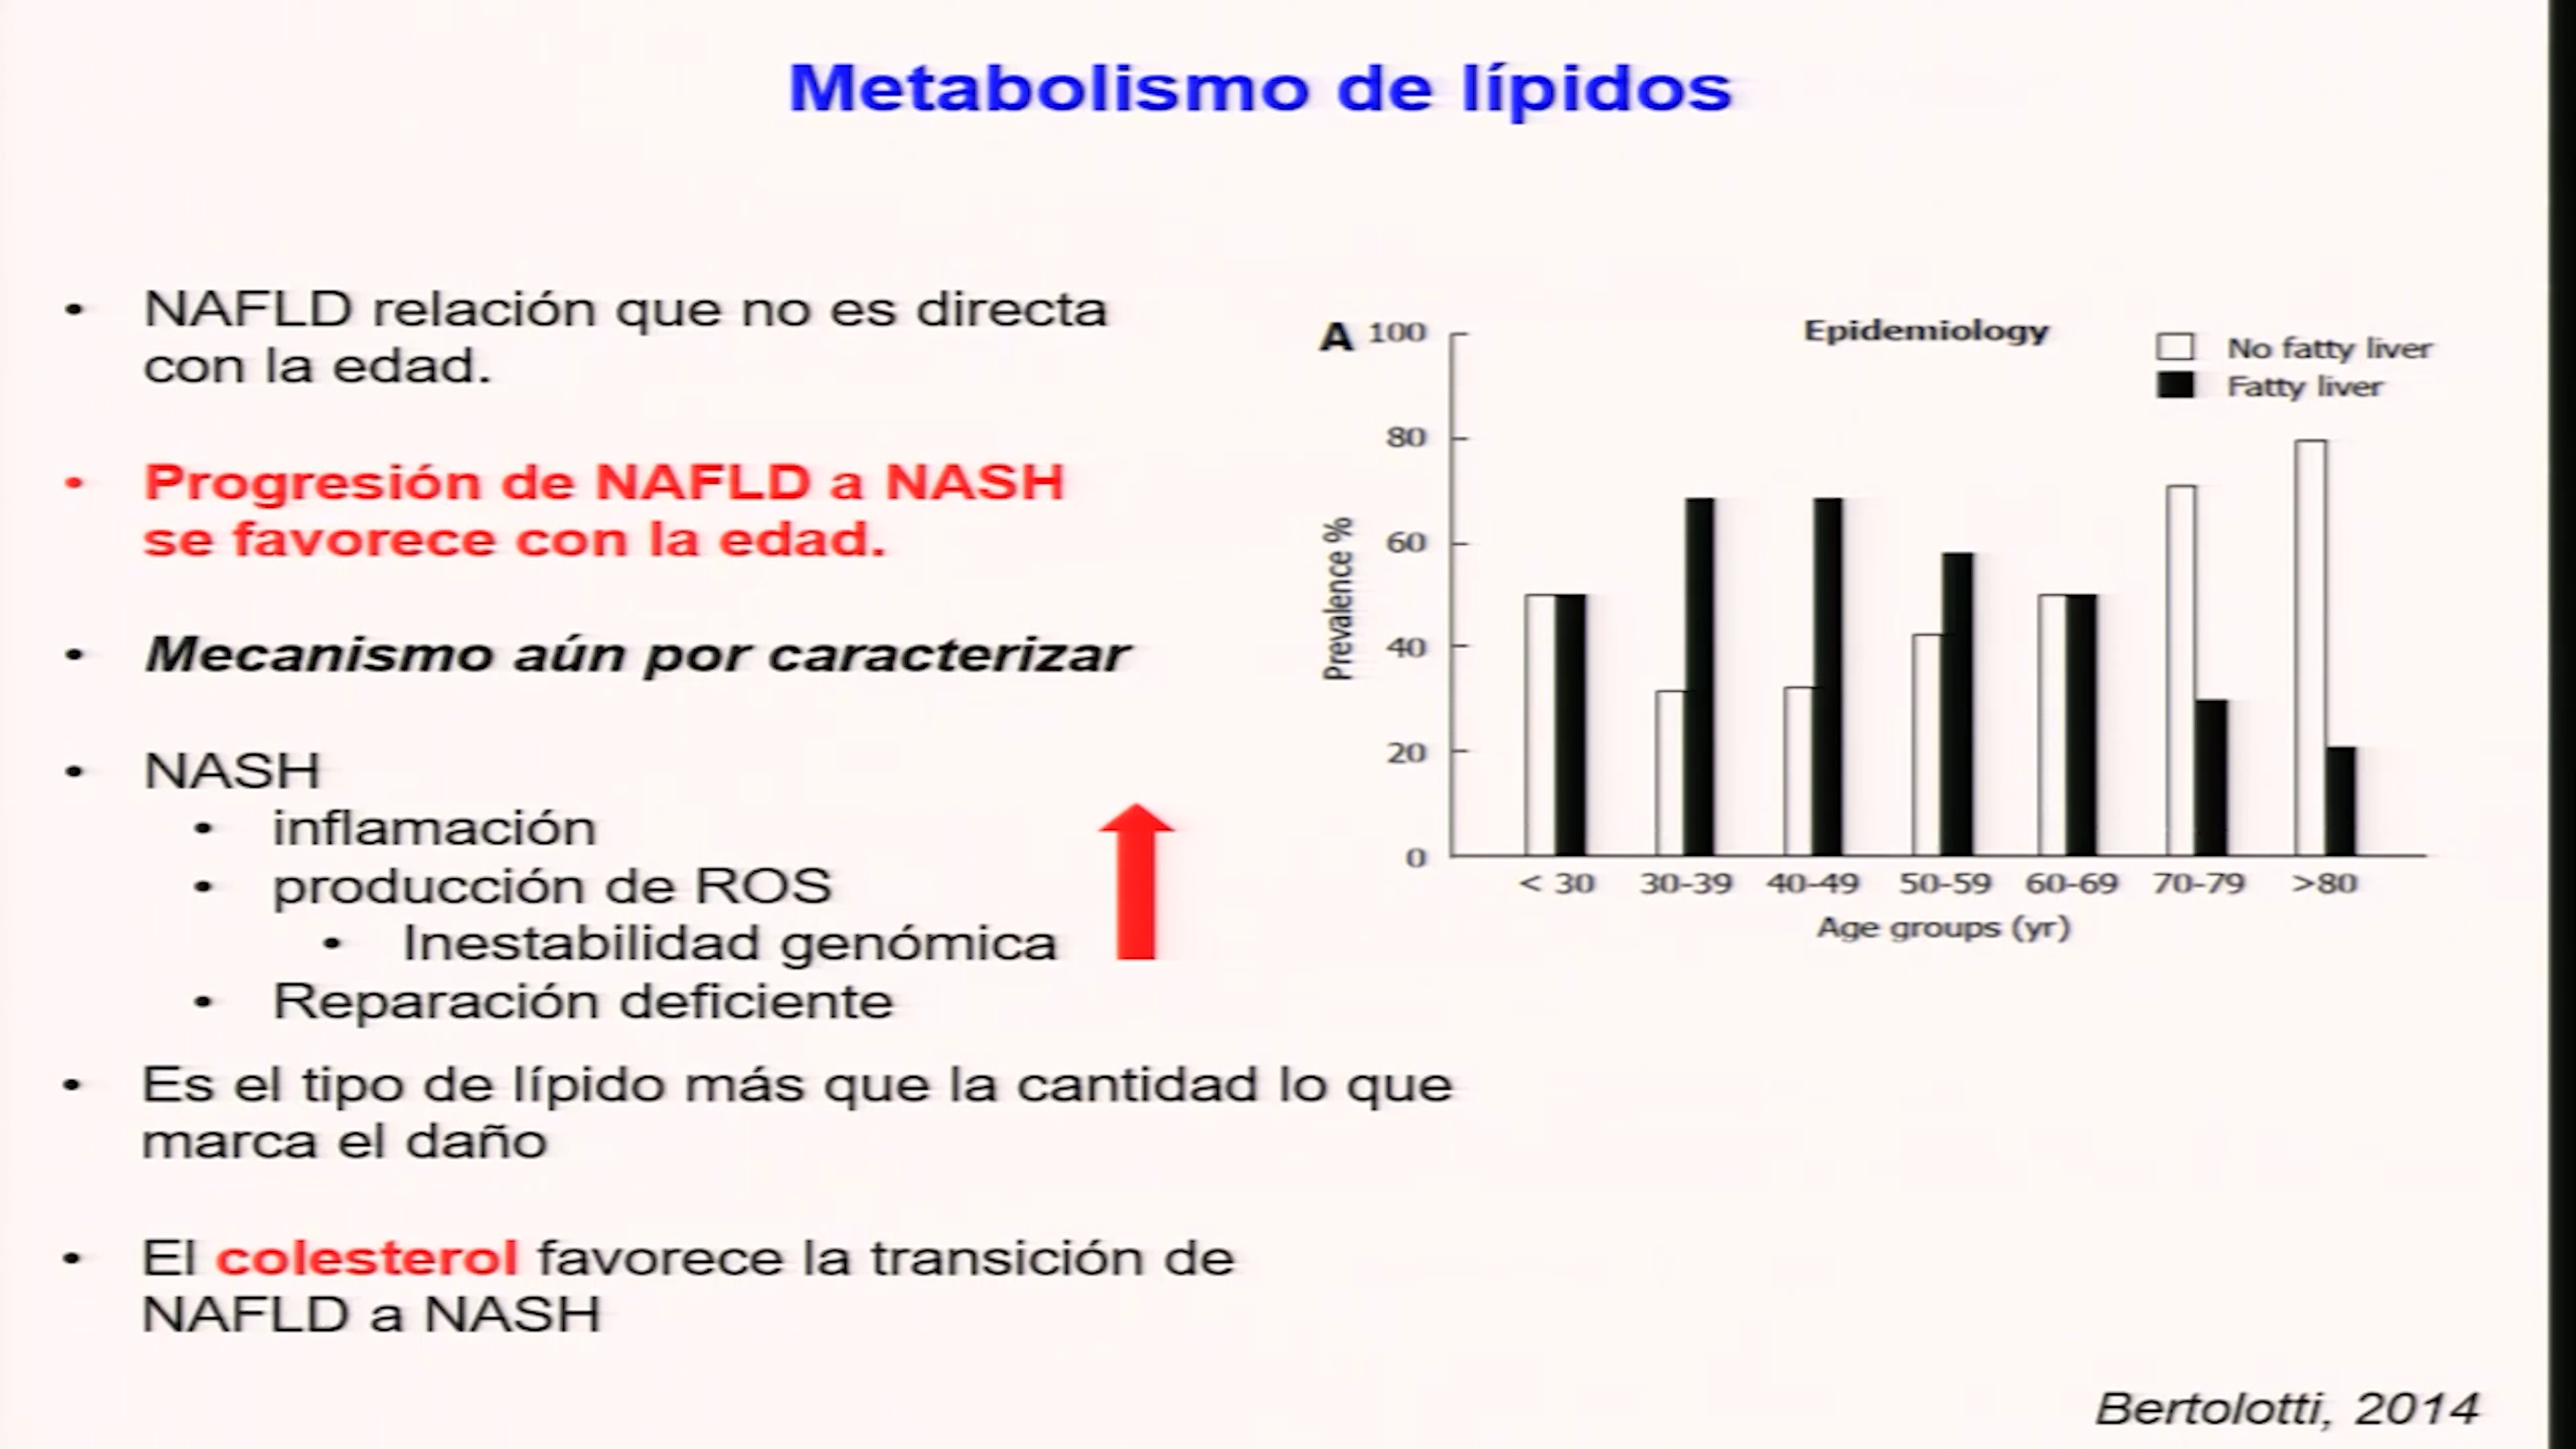 Metabolismo de lípidos
• NAFLD relación que no es directa
con la edad.
• Progresión de NAFLD a NASH
se favorece con la edad.
• Mecanismo aún por caracterizar
• NASH
• inflamación
• producción de ROS
• Inestabilidad genómica
• Reparación deficiente
• Es el tipo de lípido más que la cantidad lo que
marca el daño
• El colesterol favorece la transición de
NAFLD a NASH
A
Epidemiology
No fatty liver
Fatty liver
Prevalence %
100
80
60
40
20
0
< 30 30-39 40-49 50-59 60-69 70-79 >80
Age groups (yr)
Bertolotti, 2014